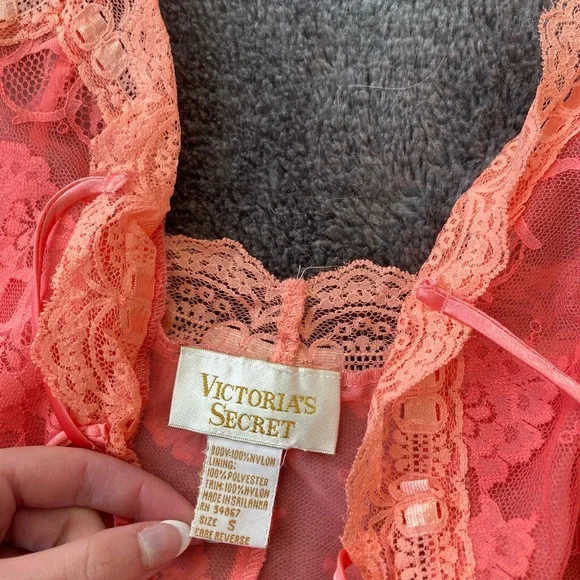 VICTORIA'S
SECRET
BODY:100%NYLON
LINING:
100%POLYESTER
TRIM:100%NYLON
MADE IN SRI LANKA
RN 54867
SIZE S
CARE REVERSE